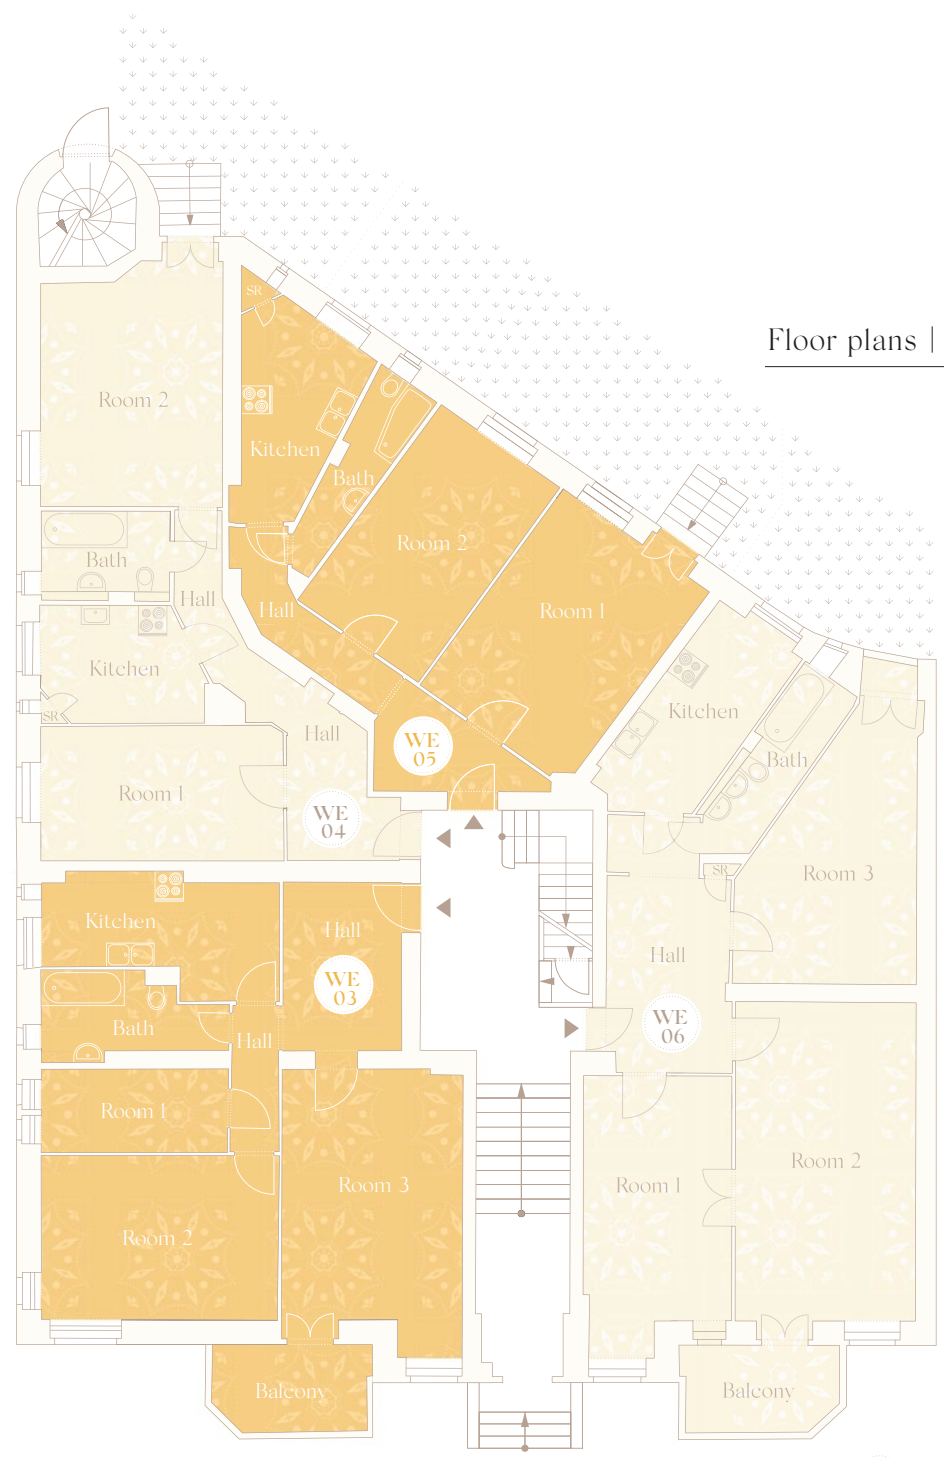 Floor plans |
SR
Room 2
Kitchen
Bath
Room 2
Bath
Hall
Hall
Room 1
Kitchen
SR
Hall
Room 1
WE
04
WE
05
Kitchen
Bath
SR
Room 3
Hall
WE
06
Kitchen
Hall
WE
03
Bath
Hall
Room 1
Room 2
Room 3
Balcony
Room 1
Room 2
Balcony